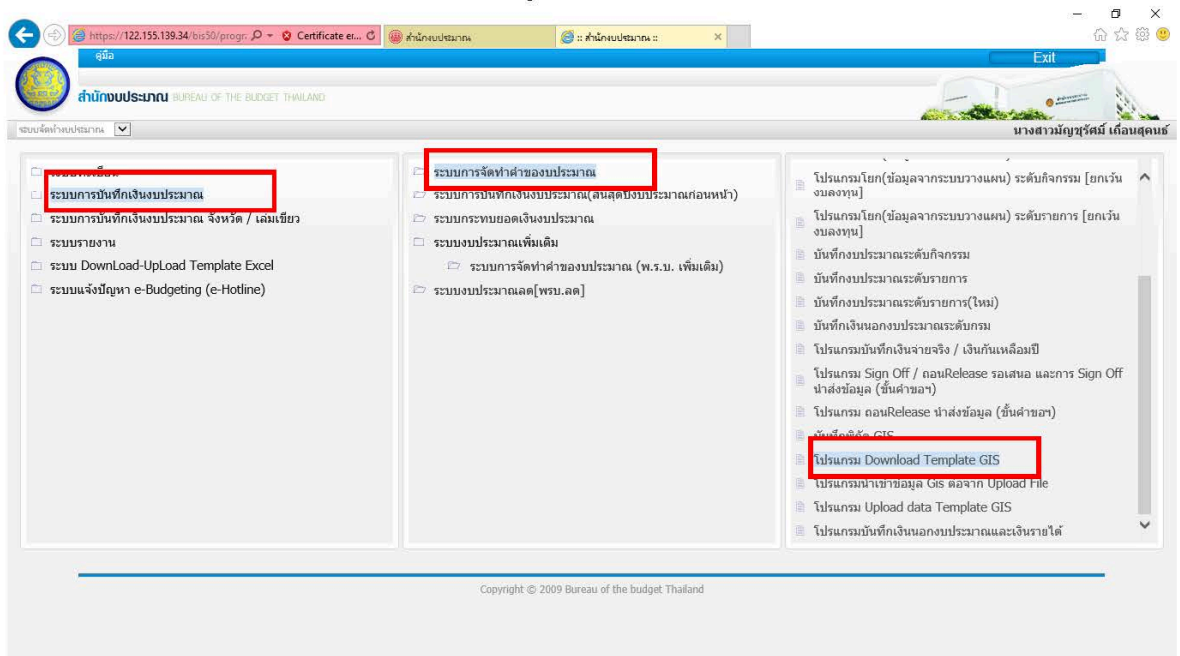 https://122.155.139.34/bis50/progr.
Certificate er...
สำนักงบประมาณ
:: สำนักงบประมาณ ::
คู่มือ
Exit
สำนักงบประมาณ BUREAU OF THE BUDGET THAILAND
ระบบจัดทำงบประมาณ
นางสาวมัญชุรัศมิ์ เถื่อนสุคนธ์
ระบบการบันทึกเงินงบประมาณ
ระบบการบันทึกเงินงบประมาณ จังหวัด / เล่มเขียว
ระบบรายงาน
ระบบ DownLoad-UpLoad Template Excel
ระบบแจ้งปัญหา e-Budgeting (e-Hotline)
ระบบการจัดทำคำของบประมาณ
ระบบการบันทึกเงินงบประมาณ(สิ้นสุดปีงบประมาณก่อนหน้า)
ระบบกระทบยอดเงินงบประมาณ
ระบบงบประมาณเพิ่มเติม
ระบบการจัดทำคำของบประมาณ (พ.ร.บ. เพิ่มเติม)
ระบบงบประมาณลด[พรบ.ลด]
โปรแกรมโยก(ข้อมูลจากระบบวางแผน) ระดับกิจกรรม [ยกเว้น
งบลงทุน]
โปรแกรมโยก(ข้อมูลจากระบบวางแผน) ระดับรายการ [ยกเว้น
งบลงทุน]
บันทึกงบประมาณระดับกิจกรรม
บันทึกงบประมาณระดับรายการ
บันทึกงบประมาณระดับรายการ(ใหม่)
บันทึกเงินนอกงบประมาณระดับกรม
โปรแกรมบันทึกเงินจ่ายจริง / เงินกันเหลื่อมปี
โปรแกรม Sign Off / ถอนRelease รอเสนอ และการ Sign Off
นำส่งข้อมูล (ขั้นคำขอฯ)
โปรแกรม ถอนRelease นำส่งข้อมูล (ขั้นคำขอฯ)
บันทึกพิกัด GIS
โปรแกรม Download Template GIS
โปรแกรมนำเข้าข้อมูล Gis ต่อจาก Upload File
โปรแกรม Upload data Template GIS
โปรแกรมบันทึกเงินนอกงบประมาณและเงินรายได้
Copyright © 2009 Bureau of the budget Thailand